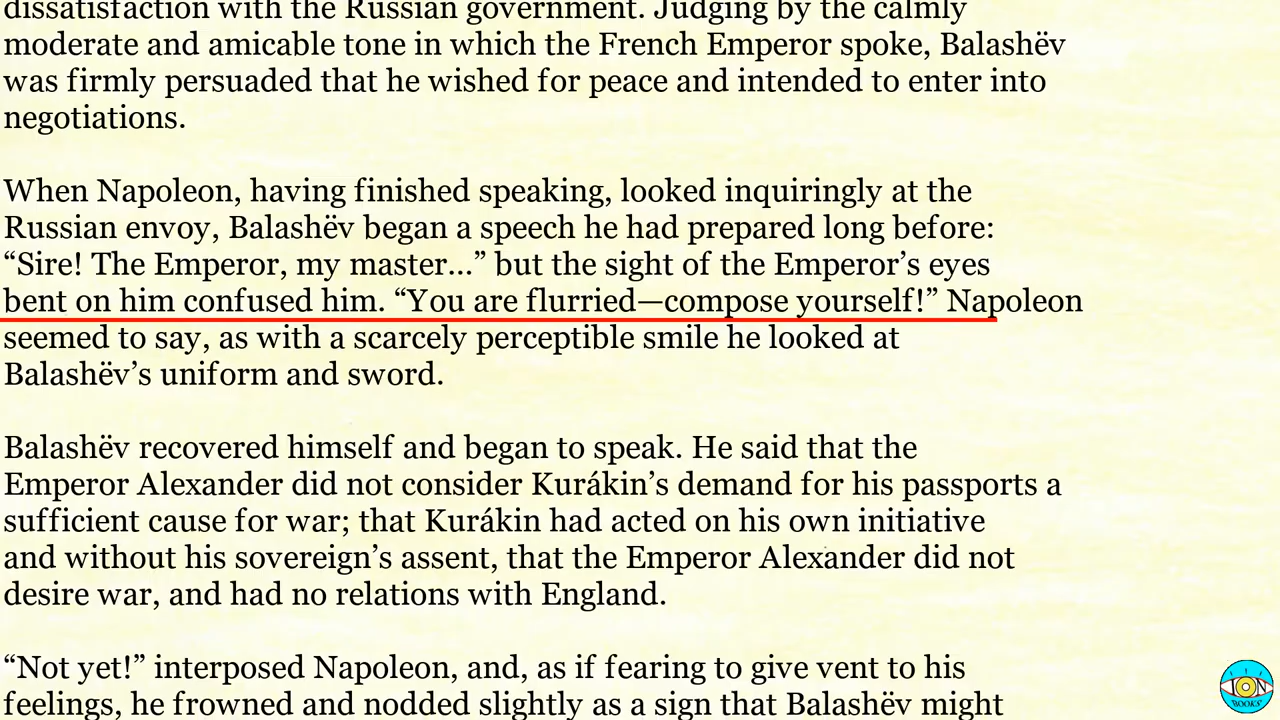 dissatisfaction with the Russian government. Judging by the calmly
moderate and amicable tone in which the French Emperor spoke, Balashëv
was firmly persuaded that he wished for peace and intended to enter into
negotiations.
When Napoleon, having finished speaking, looked inquiringly at the
Russian envoy, Balashëv began a speech he had prepared long before:
“Sire! The Emperor, my master...” but the sight of the Emperor’s eyes
bent on him confused him. “You are flurried—compose yourself!” Napoleon
seemed to say, as with a scarcely perceptible smile he looked at
Balashëv’s uniform and sword.
Balashëv recovered himself and began to speak. He said that the
Emperor Alexander did not consider Kurákin’s demand for his passports a
sufficient cause for war; that Kurákin had acted on his own initiative
and without his sovereign’s assent, that the Emperor Alexander did not
desire war, and had no relations with England.
“Not yet!” interposed Napoleon, and, as if fearing to give vent to his
feelings, he frowned and nodded slightly as a sign that Balashëv might
ION
BOOKS